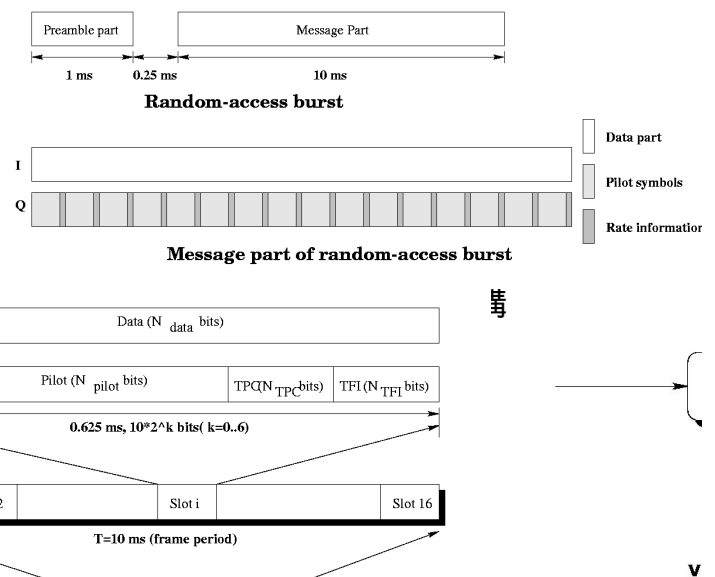 Preamble part
Message Part
1 ms
0.25 ms
10 ms
Random-access burst
Data part
I
Pilot symbols
Q
Rate information
Message part of random-access burst
Data (N data bits)
Pilot (N pilot bits)
TPC(N TPC bits)
TFI (N TFI bits)
0.625 ms, 10*2^k bits( k=0..6)
2
Slot i
Slot 16
T=10 ms (frame period)
v